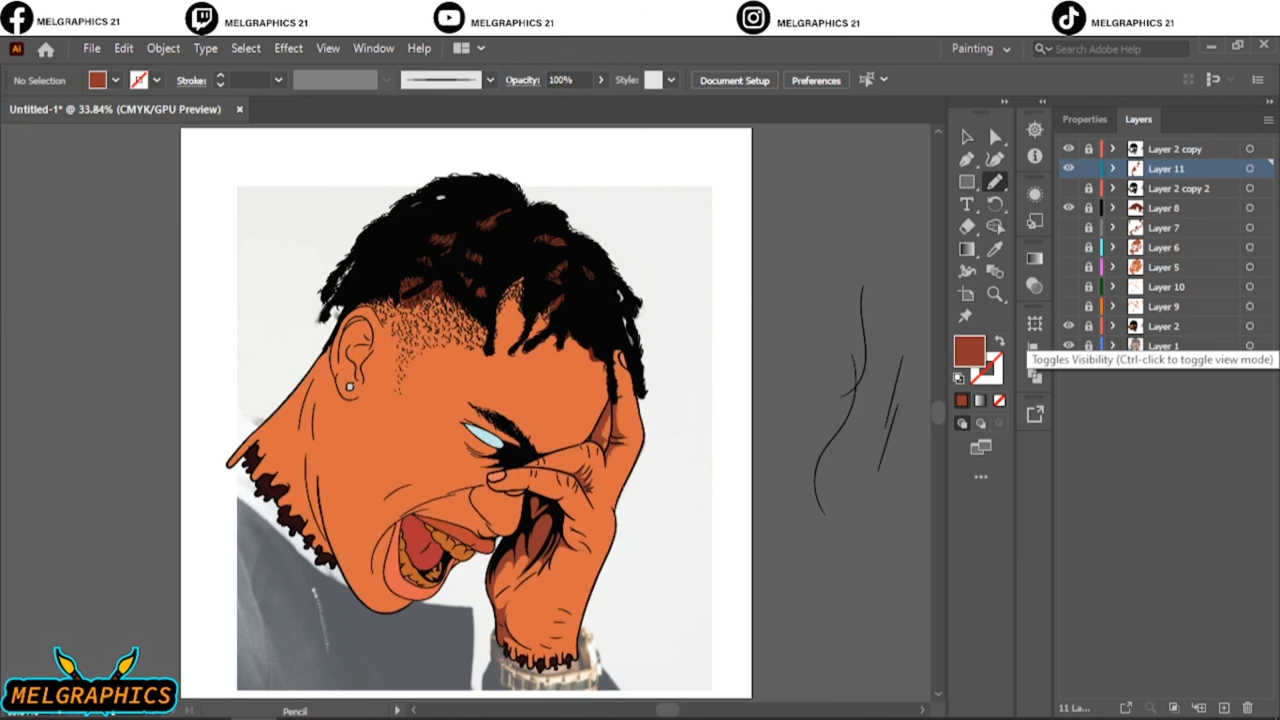 MELGRAPHICS 21
MELGRAPHICS 21
MELGRAPHICS 21
MELGRAPHICS 21
MELGRAPHICS 21
Ai File Edit Object Type Select Effect View Window Help Painting Search Adobe Help
No Selection Stroke: Opacity: 100% Style: Document Setup Preferences
Untitled-1* @ 33.84% (CMYK/GPU Preview) ×
Properties Layers
Layer 2 copy
Layer 11
Layer 2 copy 2
Layer 8
Layer 7
Layer 6
Layer 5
Layer 10
Layer 9
Layer 2
Layer 1
Toggles Visibility (Ctrl-click to toggle view mode)
MELGRAPHICS
Pencil
11 La...